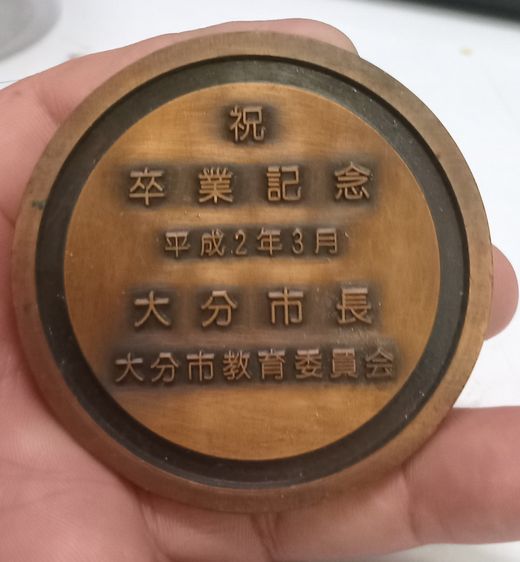 祝
卒業記念
平成2年3月
大分市長
大分市教育委員会